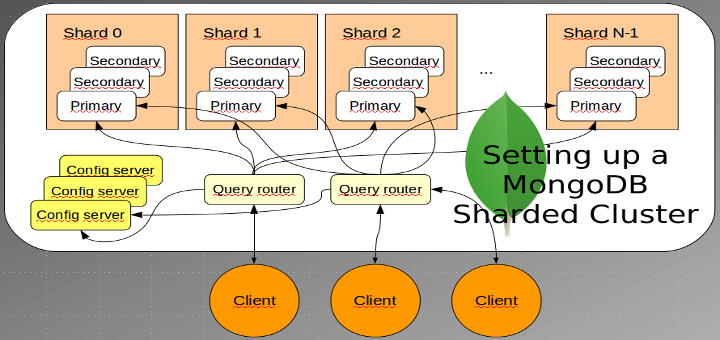 Shard 0
Secondary
Secondary
Primary
Shard 1
Secondary
Secondary
Primary
Shard 2
Secondary
Secondary
Primary
...
Shard N-1
Secondary
Secondary
Primary
Config server
Config server
Config server
Query router
Query router
Setting up a
MongoDB
Sharded Cluster
Client
Client
Client